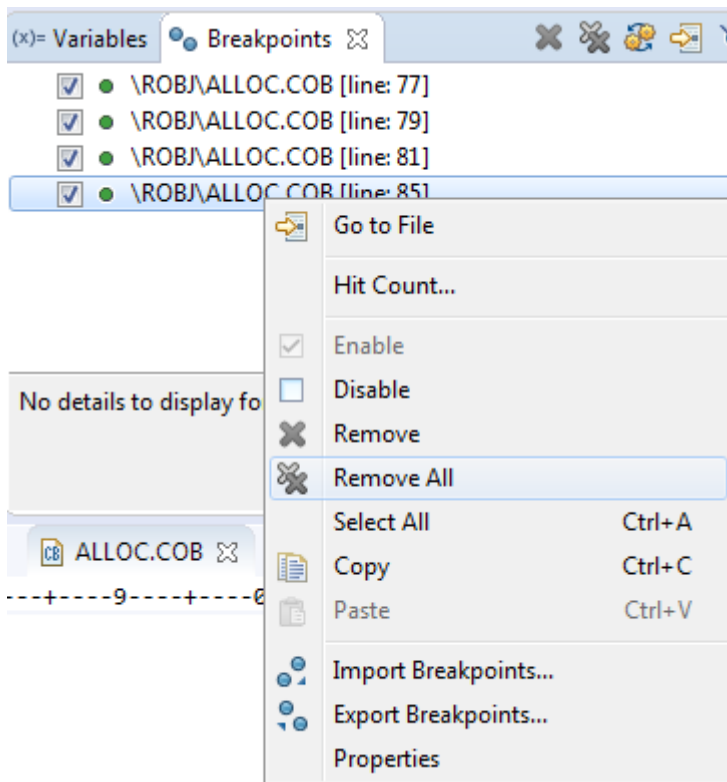 (x)= Variables Breakpoints
\ROBJ\ALLOC.COB [line: 77]
\ROBJ\ALLOC.COB [line: 79]
\ROBJ\ALLOC.COB [line: 81]
\ROBJ\ALLOC.COB [line: 85]
Go to File
Hit Count...
Enable
Disable
No details to display fo
Remove
Remove All
Select All Ctrl+A
CB ALLOC.COB
Copy Ctrl+C
---+----9----+----0
Paste Ctrl+V
Import Breakpoints...
Export Breakpoints...
Properties